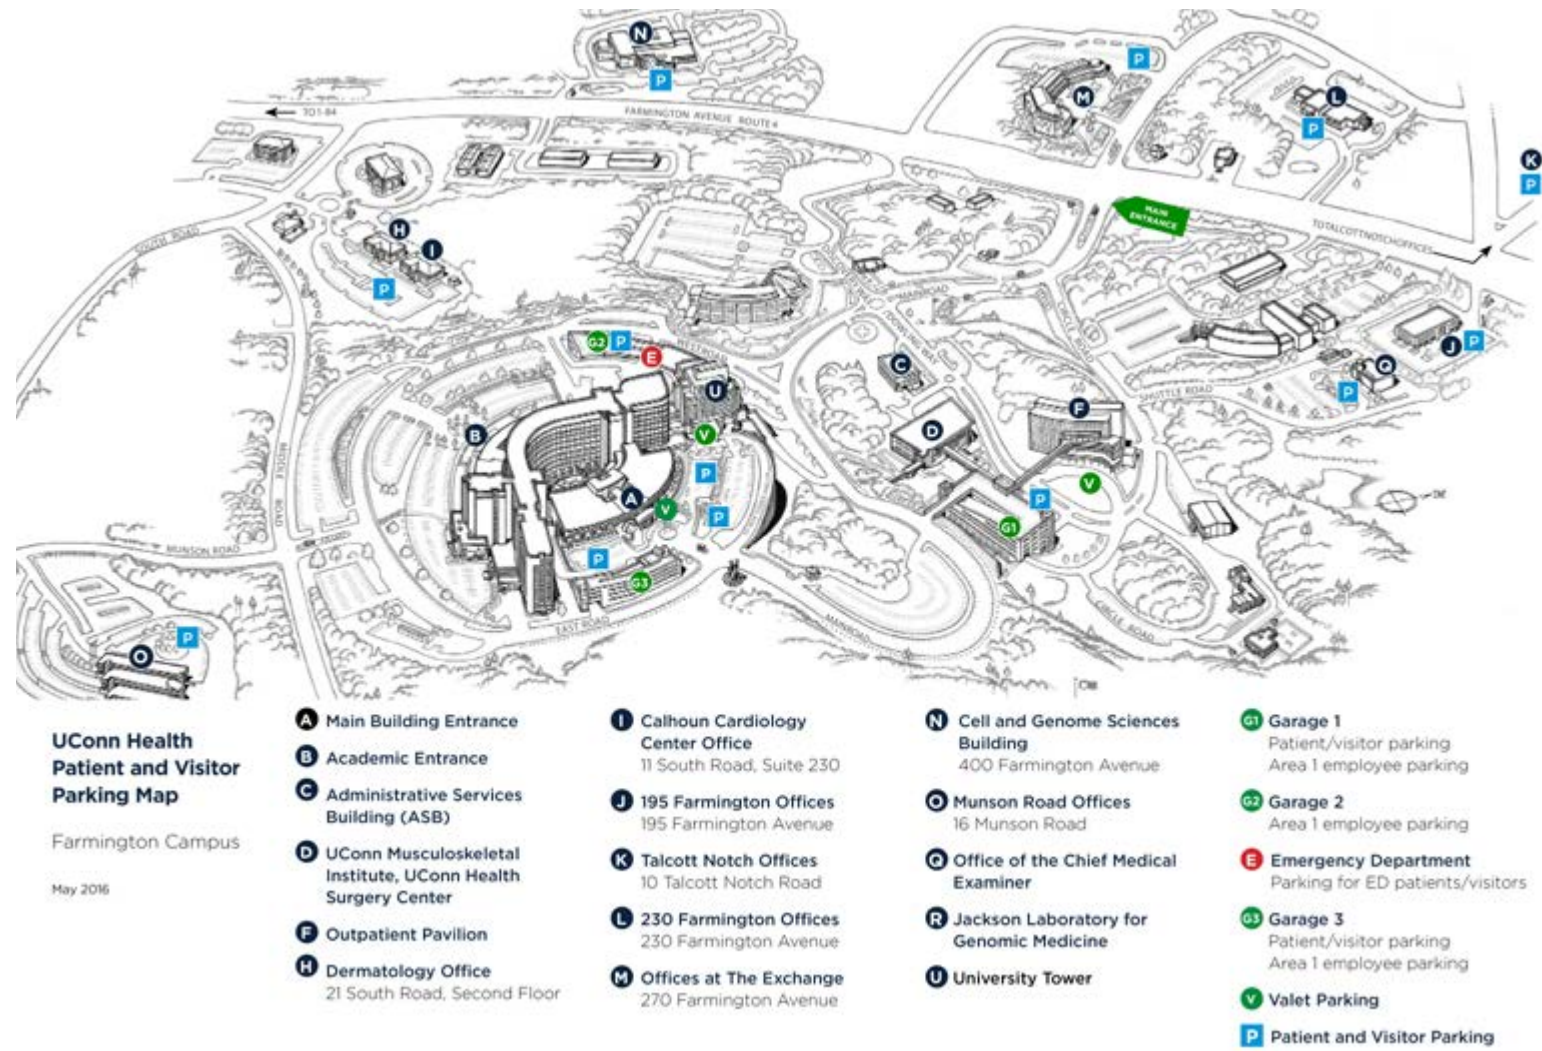 N
P
P
M
L
P
TO I-84
FARMINGTON AVENUE ROUTE 4
K
P
MAIN
ENTRANCE
TOTALCOTTNOTCHOFFICES
SOUTH ROAD
H
I
P
MAIN ROAD
G2
P
E
J
P
C
Q
P
SHUTTLE ROAD
U
F
B
V
D
P
V
A
V
P
P
G1
MIDDLE
ROAD
MUNSON ROAD
P
G3
EAST ROAD
MAINROAD
CIRCLE ROAD
P
O
UConn Health
Patient and Visitor
Parking Map
Farmington Campus
May 2016
A Main Building Entrance
B Academic Entrance
C Administrative Services
Building (ASB)
D UConn Musculoskeletal
Institute, UConn Health
Surgery Center
F Outpatient Pavilion
H Dermatology Office
21 South Road, Second Floor
I Calhoun Cardiology
Center Office
11 South Road, Suite 230
J 195 Farmington Offices
195 Farmington Avenue
K Talcott Notch Offices
10 Talcott Notch Road
L 230 Farmington Offices
230 Farmington Avenue
M Offices at The Exchange
270 Farmington Avenue
N Cell and Genome Sciences
Building
400 Farmington Avenue
O Munson Road Offices
16 Munson Road
Q Office of the Chief Medical
Examiner
R Jackson Laboratory for
Genomic Medicine
U University Tower
G1 Garage 1
Patient/visitor parking
Area 1 employee parking
G2 Garage 2
Area 1 employee parking
E Emergency Department
Parking for ED patients/visitors
G3 Garage 3
Patient/visitor parking
Area 1 employee parking
V Valet Parking
P Patient and Visitor Parking